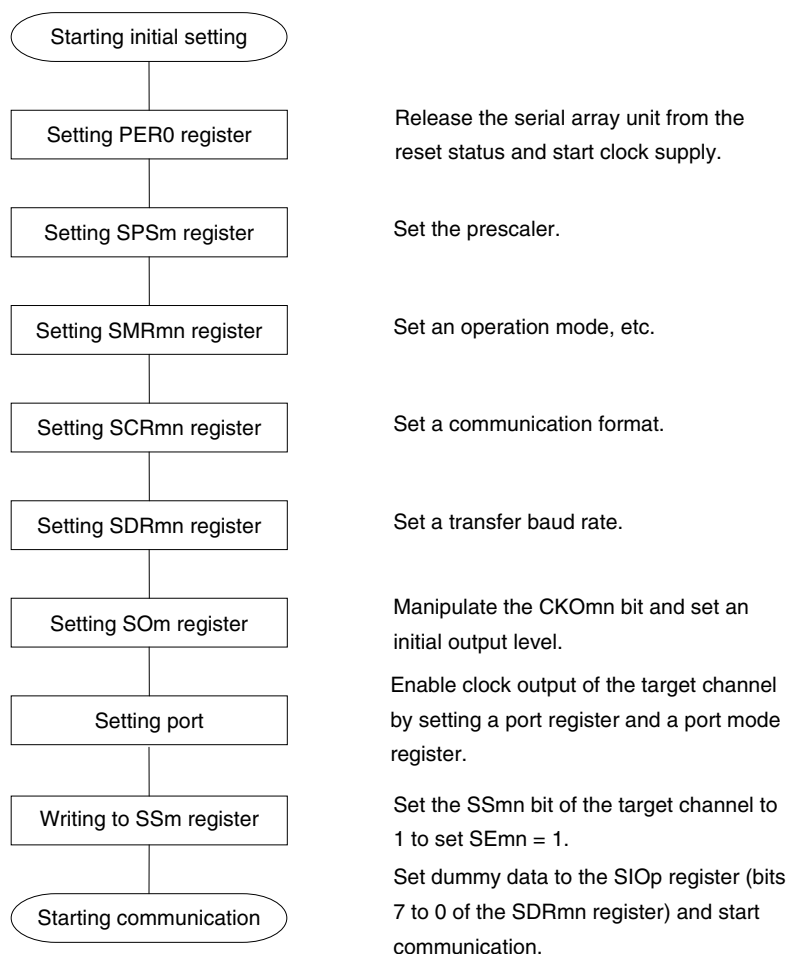 Starting initial setting
Setting PER0 register
Release the serial array unit from the
reset status and start clock supply.
Setting SPSm register
Set the prescaler.
Setting SMRmn register
Set an operation mode, etc.
Setting SCRmn register
Set a communication format.
Setting SDRmn register
Set a transfer baud rate.
Setting SOm register
Manipulate the CKOmn bit and set an
initial output level.
Setting port
Enable clock output of the target channel
by setting a port register and a port mode
register.
Writing to SSm register
Set the SSmn bit of the target channel to
1 to set SEmn = 1.
Starting communication
Set dummy data to the SIOp register (bits
7 to 0 of the SDRmn register) and start
communication.